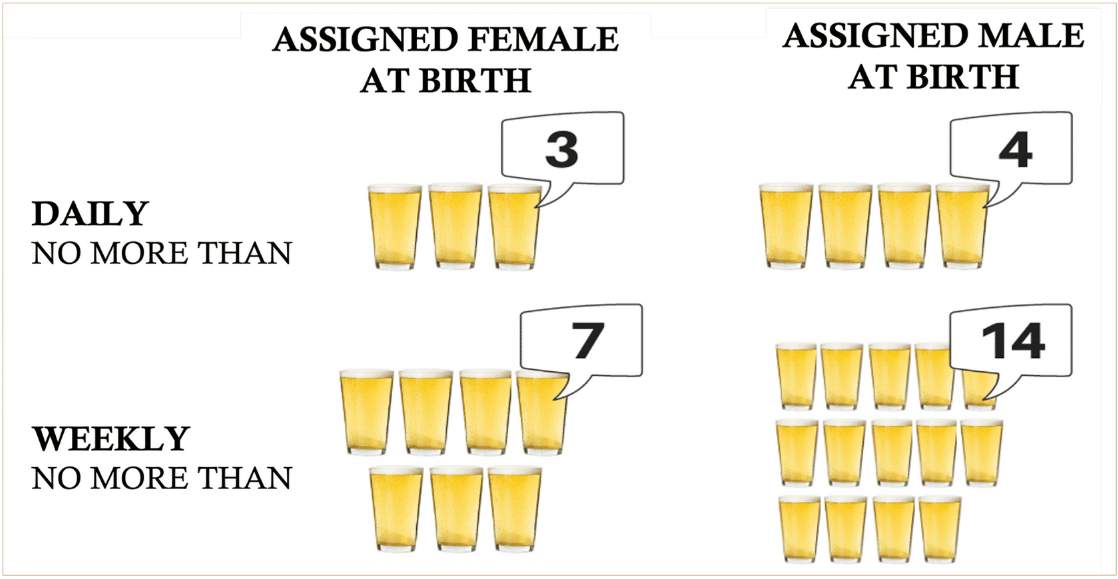 ASSIGNED FEMALE
AT BIRTH
ASSIGNED MALE
AT BIRTH
DAILY
NO MORE THAN
3
4
WEEKLY
NO MORE THAN
7
14